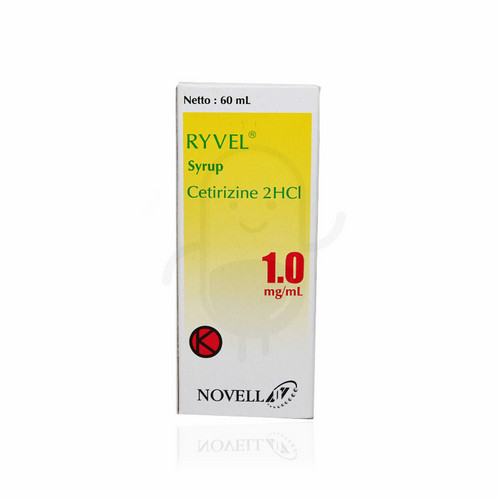 Netto : 60 mL
RYVEL®
Syrup
Cetirizine 2HCl
1.0
mg/mL
K
NOVELL